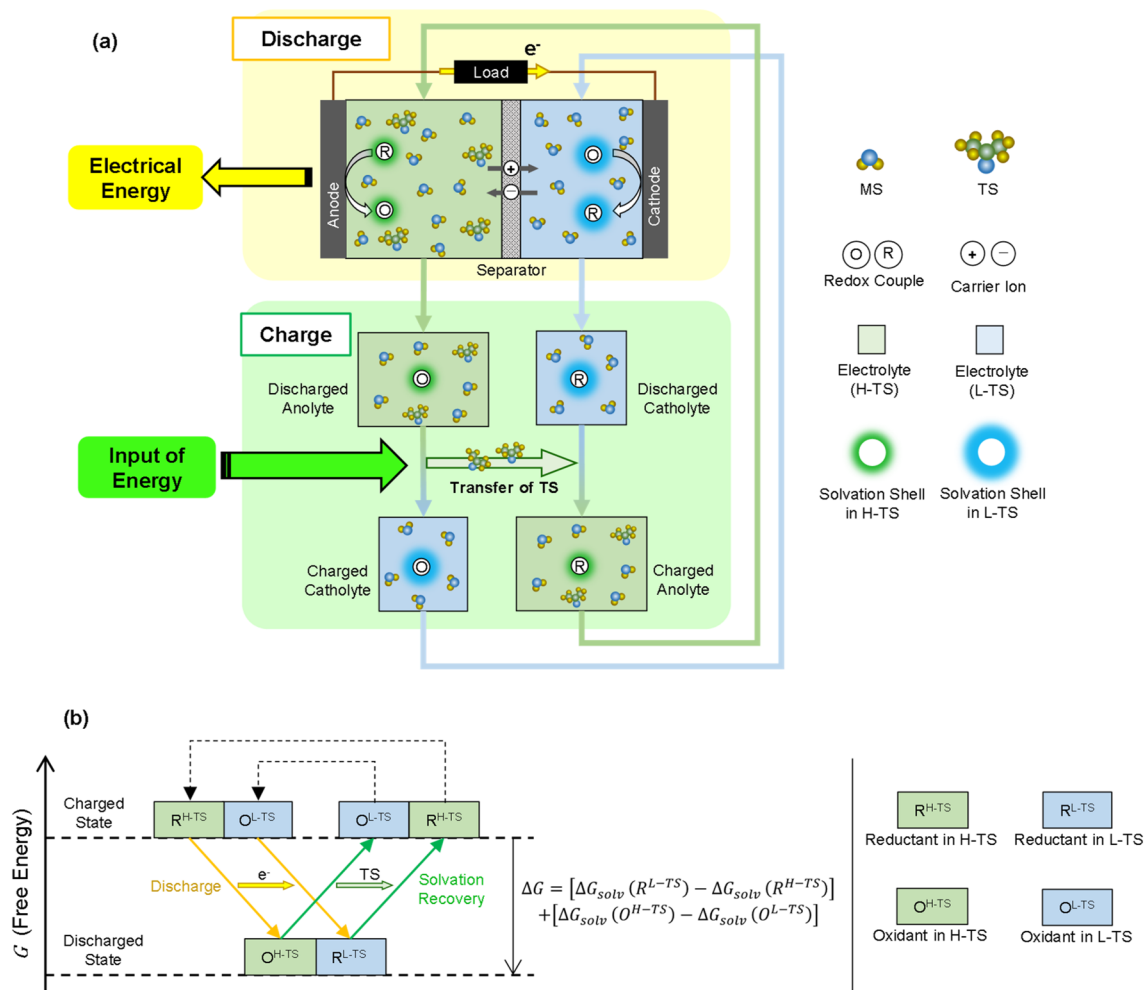 (a)
Discharge
e⁻
Load
Electrical
Energy
Anode
R
O
+
−
O
R
Cathode
Separator
MS
TS
O R
Redox Couple
+ −
Carrier Ion
Electrolyte
(H-TS)
Electrolyte
(L-TS)
Solvation Shell
in H-TS
Solvation Shell
in L-TS
Charge
Discharged
Anolyte
O
R
Discharged
Catholyte
Input of
Energy
Transfer of TS
Charged
Catholyte
O
R
Charged
Anolyte
(b)
G (Free Energy)
Charged
State
R^H-TS O^L-TS O^L-TS R^H-TS
Discharge
e⁻
TS
Solvation
Recovery
Discharged
State
O^H-TS R^L-TS
ΔG = [ΔG_solv (R^L−TS) − ΔG_solv (R^H−TS)]
+[ΔG_solv (O^H−TS) − ΔG_solv (O^L−TS)]
R^H-TS
Reductant in H-TS
R^L-TS
Reductant in L-TS
O^H-TS
Oxidant in H-TS
O^L-TS
Oxidant in L-TS